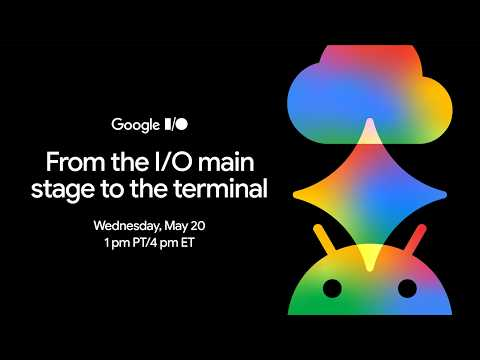 Google I/O
From the I/O main
stage to the terminal
Wednesday, May 20
1 pm PT/4 pm ET